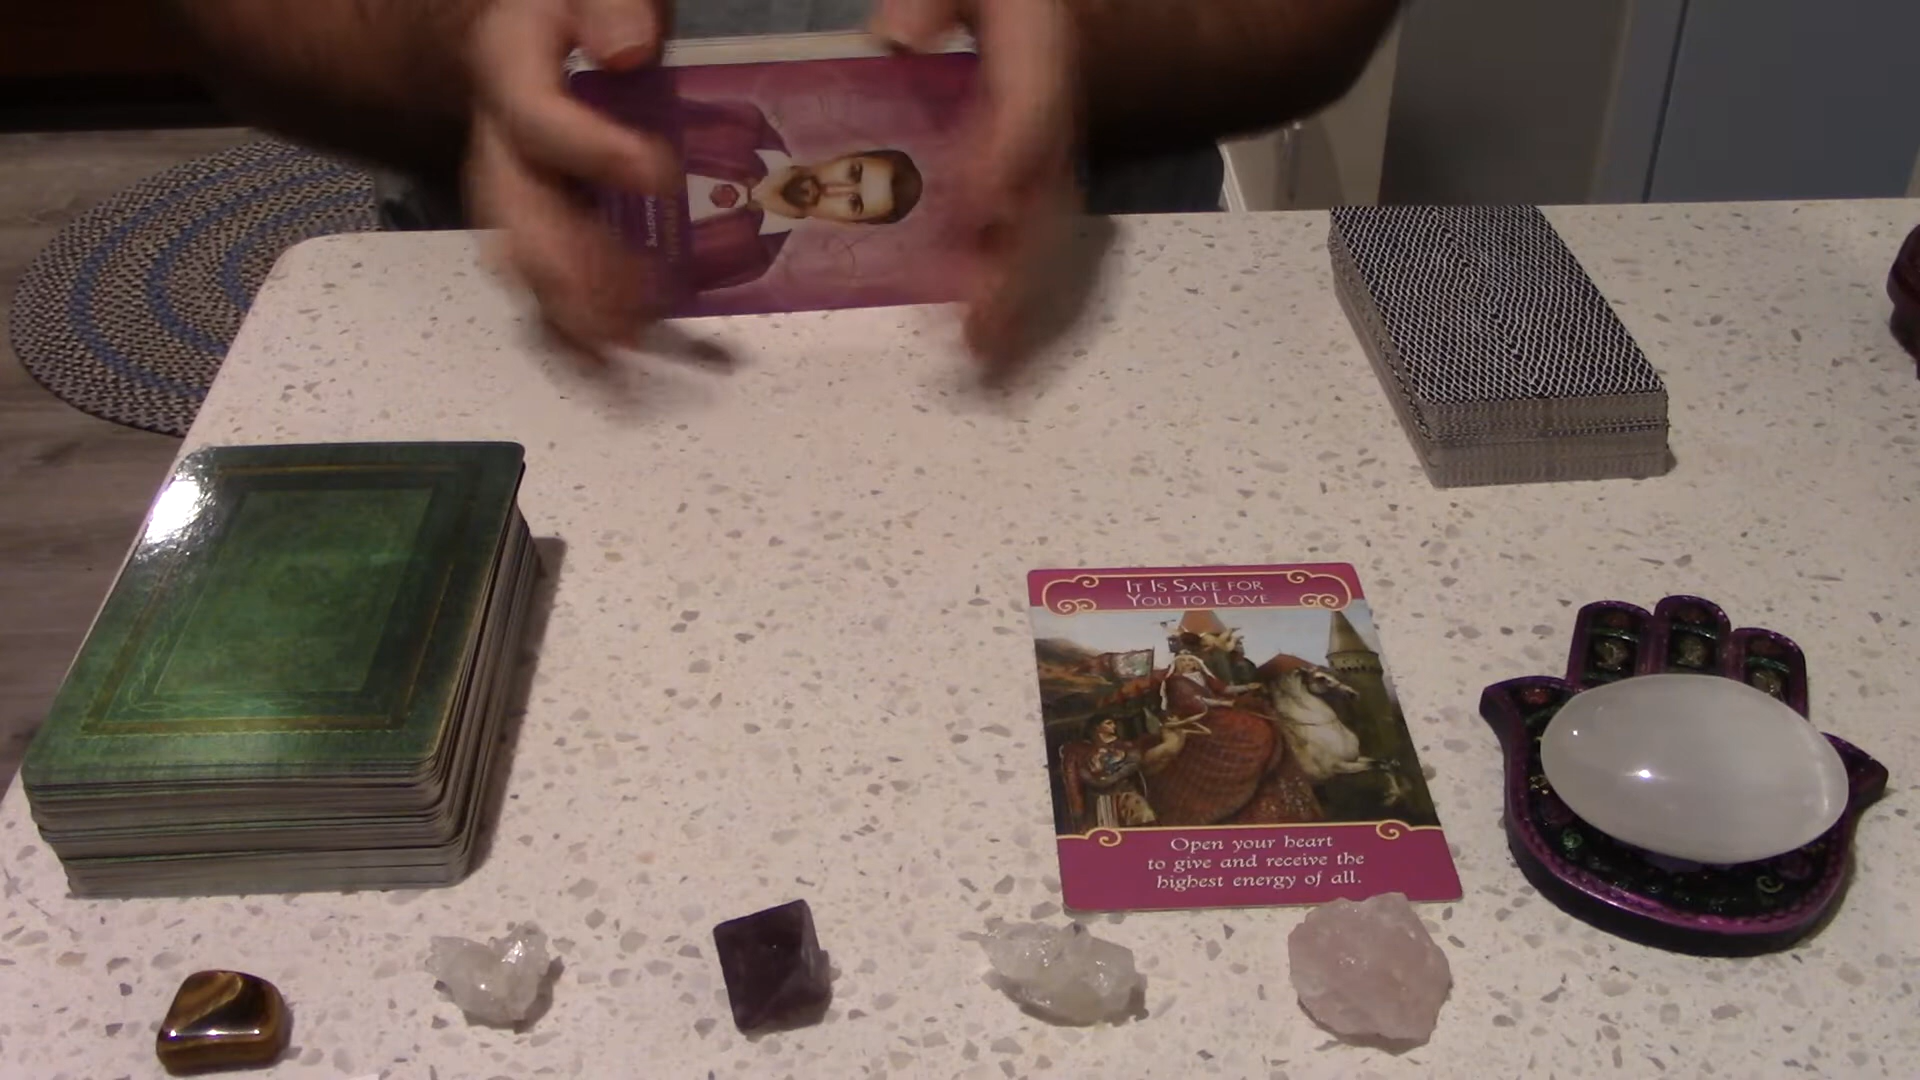 It Is Safe for
You to Love
Open your heart
to give and receive the
highest energy of all.